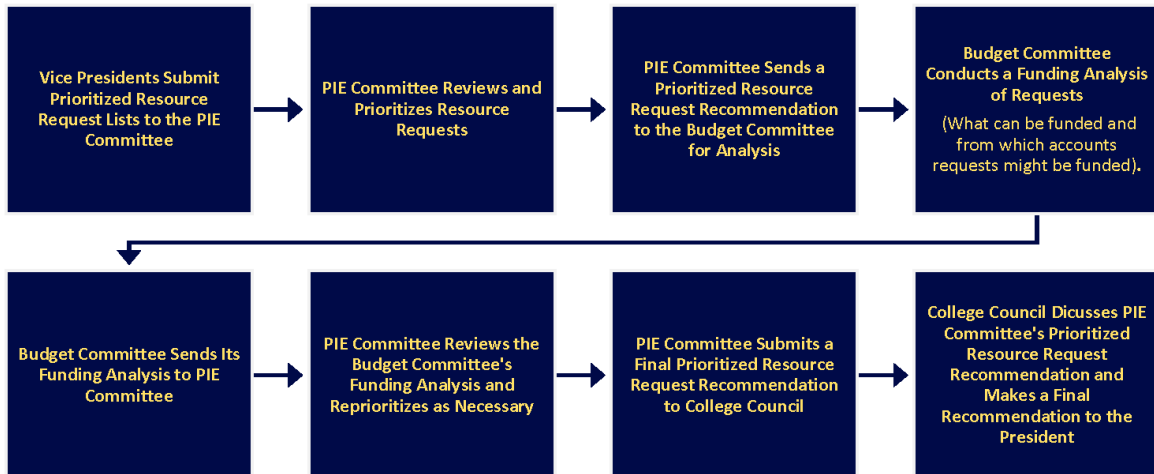 Vice Presidents Submit
Prioritized Resource
Request Lists to the PIE
Committee
PIE Committee Reviews and
Prioritizes Resource
Requests
PIE Committee Sends a
Prioritized Resource
Request Recommendation
to the Budget Committee
for Analysis
Budget Committee
Conducts a Funding Analysis
of Requests
(What can be funded and
from which accounts
requests might be funded).
Budget Committee Sends Its
Funding Analysis to PIE
Committee
PIE Committee Reviews the
Budget Committee's
Funding Analysis and
Reprioritizes as Necessary
PIE Committee Submits a
Final Prioritized Resource
Request Recommendation
to College Council
College Council Dicusses PIE
Committee's Prioritized
Resource Request
Recommendation and
Makes a Final
Recommendation to the
President